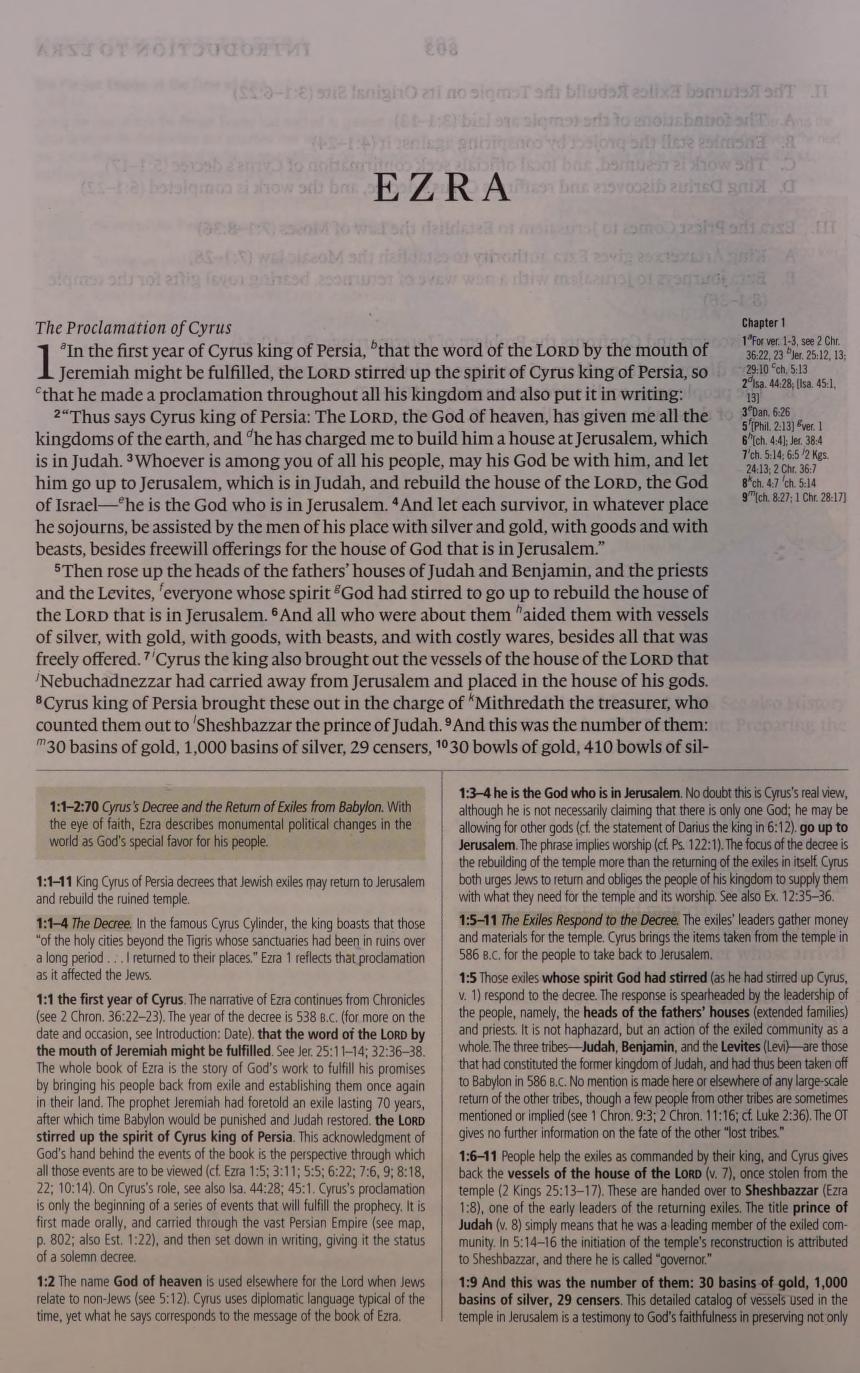 EZRA
The Proclamation of Cyrus
1 aIn the first year of Cyrus king of Persia, bthat the word of the LORD by the mouth of
Jeremiah might be fulfilled, the LORD stirred up the spirit of Cyrus king of Persia, so
cthat he made a proclamation throughout all his kingdom and also put it in writing:
2“Thus says Cyrus king of Persia: The LORD, the God of heaven, has given me all the
kingdoms of the earth, and dhe has charged me to build him a house at Jerusalem, which
is in Judah. 3Whoever is among you of all his people, may his God be with him, and let
him go up to Jerusalem, which is in Judah, and rebuild the house of the LORD, the God
of Israel—ehe is the God who is in Jerusalem. 4And let each survivor, in whatever place
he sojourns, be assisted by the men of his place with silver and gold, with goods and with
beasts, besides freewill offerings for the house of God that is in Jerusalem.”
5Then rose up the heads of the fathers’ houses of Judah and Benjamin, and the priests
and the Levites, feveryone whose spirit gGod had stirred to go up to rebuild the house of
the LORD that is in Jerusalem. 6And all who were about them haided them with vessels
of silver, with gold, with goods, with beasts, and with costly wares, besides all that was
freely offered. 7iCyrus the king also brought out the vessels of the house of the LORD that
jNebuchadnezzar had carried away from Jerusalem and placed in the house of his gods.
8Cyrus king of Persia brought these out in the charge of kMithredath the treasurer, who
counted them out to lSheshbazzar the prince of Judah. 9And this was the number of them:
m30 basins of gold, 1,000 basins of silver, 29 censers, 1030 bowls of gold, 410 bowls of sil-
Chapter 1
1aFor ver. 1-3, see 2 Chr.
36:22, 23 bJer. 25:12, 13;
29:10 cch. 5:13
2dIsa. 44:28; [Isa. 45:1,
13]
3eDan. 6:26
5f[Phil. 2:13] gver. 1
6h[ch. 4:4]; Jer. 38:4
7ich. 5:14; 6:5 j2 Kgs.
24:13; 2 Chr. 36:7
8kch. 4:7 lch. 5:14
9m[ch. 8:27; 1 Chr. 28:17]
1:1–2:70 Cyrus’s Decree and the Return of Exiles from Babylon. With
the eye of faith, Ezra describes monumental political changes in the
world as God’s special favor for his people.
1:1–11 King Cyrus of Persia decrees that Jewish exiles may return to Jerusalem
and rebuild the ruined temple.
1:1–4 The Decree. In the famous Cyrus Cylinder, the king boasts that those
“of the holy cities beyond the Tigris whose sanctuaries had been in ruins over
a long period . . . I returned to their places.” Ezra 1 reflects that proclamation
as it affected the Jews.
1:1 the first year of Cyrus. The narrative of Ezra continues from Chronicles
(see 2 Chron. 36:22–23). The year of the decree is 538 B.C. (for more on the
date and occasion, see Introduction: Date). that the word of the LORD by
the mouth of Jeremiah might be fulfilled. See Jer. 25:11–14; 32:36–38.
The whole book of Ezra is the story of God’s work to fulfill his promises
by bringing his people back from exile and establishing them once again
in their land. The prophet Jeremiah had foretold an exile lasting 70 years,
after which time Babylon would be punished and Judah restored. the LORD
stirred up the spirit of Cyrus king of Persia. This acknowledgment of
God’s hand behind the events of the book is the perspective through which
all those events are to be viewed (cf. Ezra 1:5; 3:11; 5:5; 6:22; 7:6, 9; 8:18,
22; 10:14). On Cyrus’s role, see also Isa. 44:28; 45:1. Cyrus’s proclamation
is only the beginning of a series of events that will fulfill the prophecy. It is
first made orally, and carried through the vast Persian Empire (see map,
p. 802; also Est. 1:22), and then set down in writing, giving it the status
of a solemn decree.
1:2 The name God of heaven is used elsewhere for the Lord when Jews
relate to non-Jews (see 5:12). Cyrus uses diplomatic language typical of the
time, yet what he says corresponds to the message of the book of Ezra.
1:3–4 he is the God who is in Jerusalem. No doubt this is Cyrus’s real view,
although he is not necessarily claiming that there is only one God; he may be
allowing for other gods (cf. the statement of Darius the king in 6:12). go up to
Jerusalem. The phrase implies worship (cf. Ps. 122:1). The focus of the decree is
the rebuilding of the temple more than the returning of the exiles in itself. Cyrus
both urges Jews to return and obliges the people of his kingdom to supply them
with what they need for the temple and its worship. See also Ex. 12:35–36.
1:5–11 The Exiles Respond to the Decree. The exiles’ leaders gather money
and materials for the temple. Cyrus brings the items taken from the temple in
586 B.C. for the people to take back to Jerusalem.
1:5 Those exiles whose spirit God had stirred (as he had stirred up Cyrus,
v. 1) respond to the decree. The response is spearheaded by the leadership of
the people, namely, the heads of the fathers’ houses (extended families)
and priests. It is not haphazard, but an action of the exiled community as a
whole. The three tribes—Judah, Benjamin, and the Levites (Levi)—are those
that had constituted the former kingdom of Judah, and had thus been taken off
to Babylon in 586 B.C. No mention is made here or elsewhere of any large-scale
return of the other tribes, though a few people from other tribes are sometimes
mentioned or implied (see 1 Chron. 9:3; 2 Chron. 11:16; cf. Luke 2:36). The OT
gives no further information on the fate of the other “lost tribes.”
1:6–11 People help the exiles as commanded by their king, and Cyrus gives
back the vessels of the house of the LORD (v. 7), once stolen from the
temple (2 Kings 25:13–17). These are handed over to Sheshbazzar (Ezra
1:8), one of the early leaders of the returning exiles. The title prince of
Judah (v. 8) simply means that he was a leading member of the exiled com-
munity. In 5:14–16 the initiation of the temple’s reconstruction is attributed
to Sheshbazzar, and there he is called “governor.”
1:9 And this was the number of them: 30 basins of gold, 1,000
basins of silver, 29 censers. This detailed catalog of vessels used in the
temple in Jerusalem is a testimony to God’s faithfulness in preserving not only